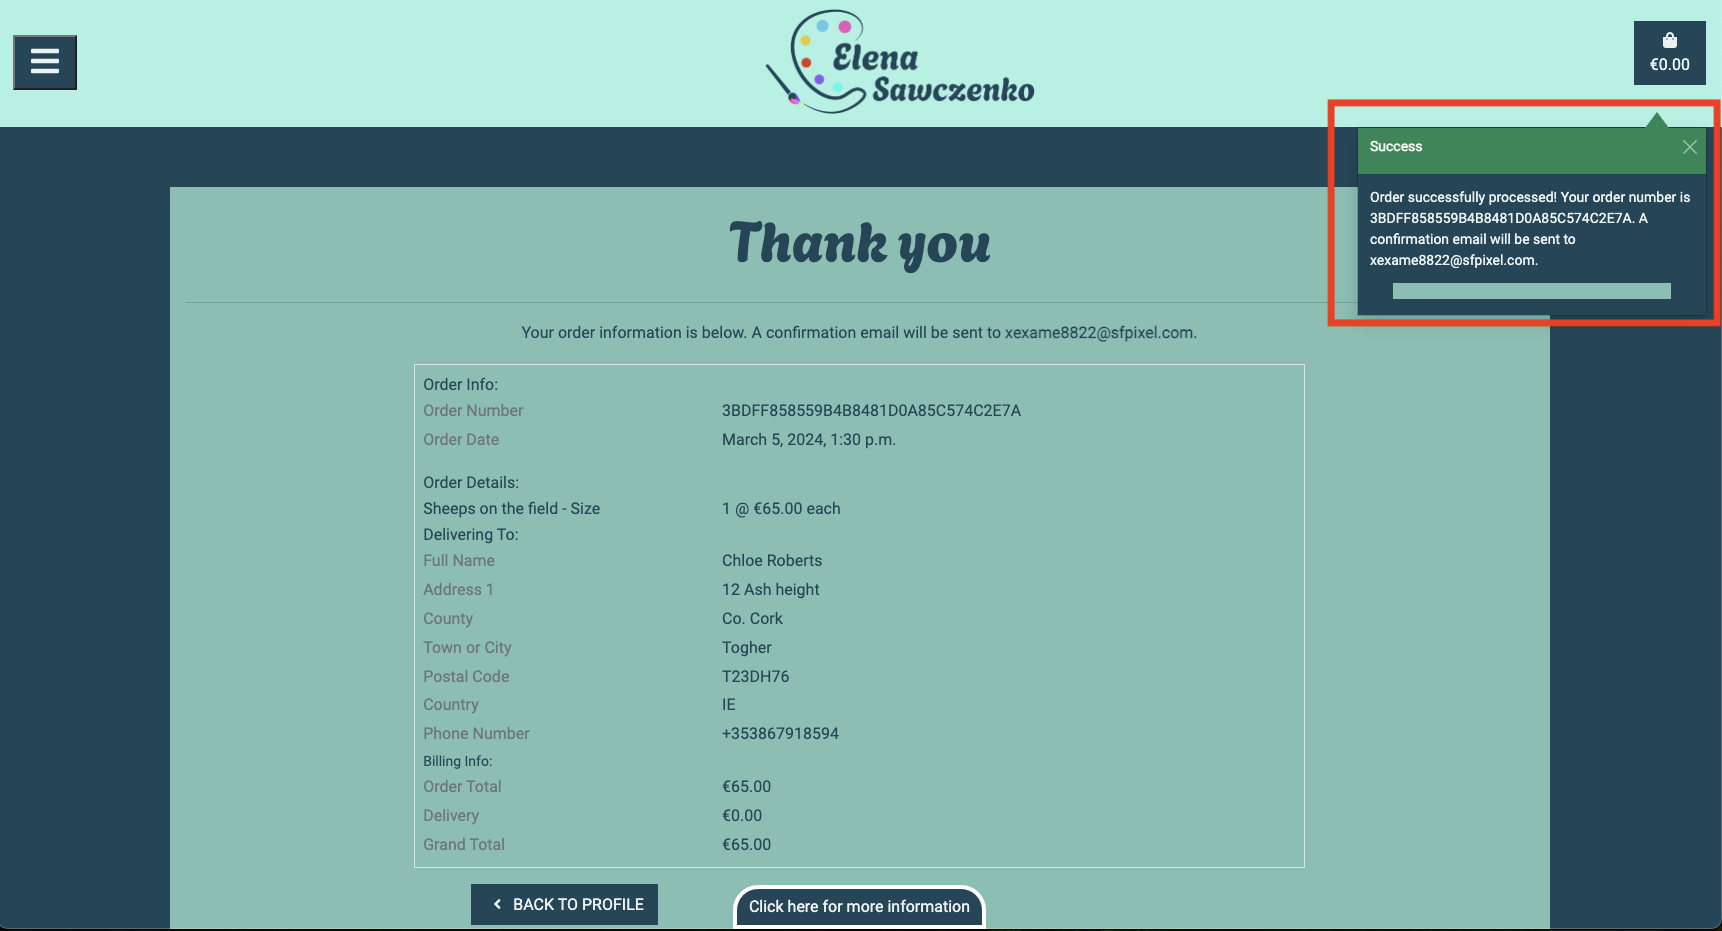 Elena
Sawczenko
€0.00
Success
Order successfully processed! Your order number is
3BDFF858559B4B8481D0A85C574C2E7A. A
confirmation email will be sent to
xexame8822@sfpixel.com.
Thank you
Your order information is below. A confirmation email will be sent to xexame8822@sfpixel.com.
Order Info:
Order Number 3BDFF858559B4B8481D0A85C574C2E7A
Order Date March 5, 2024, 1:30 p.m.
Order Details:
Sheeps on the field - Size 1 @ €65.00 each
Delivering To:
Full Name Chloe Roberts
Address 1 12 Ash height
County Co. Cork
Town or City Togher
Postal Code T23DH76
Country IE
Phone Number +353867918594
Billing Info:
Order Total €65.00
Delivery €0.00
Grand Total €65.00
BACK TO PROFILE
Click here for more information